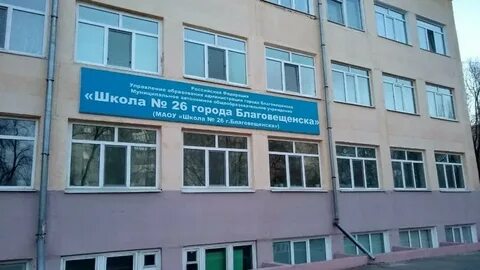 Российская Федерация
Управление образования администрации города Благовещенска
Муниципальное автономное общеобразовательное учреждение
«Школа № 26 города Благовещенска»
(МАОУ «Школа № 26 г.Благовещенска»)